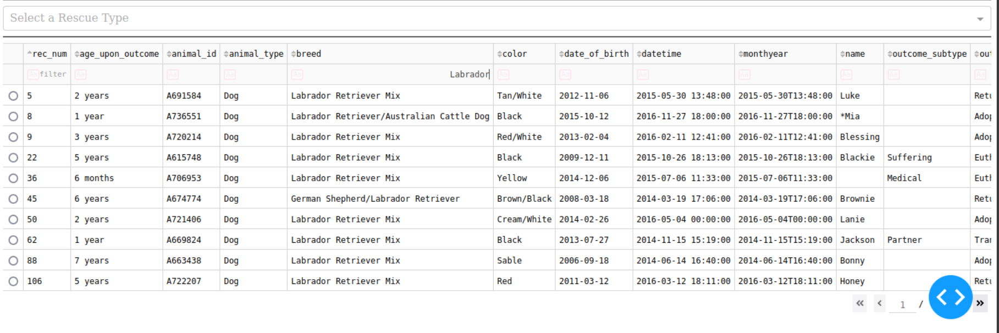 Select a Rescue Type
rec_num age_upon_outcome animal_id animal_type breed color date_of_birth datetime monthyear name outcome_subtype out
Aa filter Aa Aa Aa Aa Labrador Aa Aa Aa Aa Aa Aa Aa
5 2 years A691584 Dog Labrador Retriever Mix Tan/White 2012-11-06 2015-05-30 13:48:00 2015-05-30T13:48:00 Luke Retu
8 1 year A736551 Dog Labrador Retriever/Australian Cattle Dog Black 2015-10-12 2016-11-27 18:00:00 2016-11-27T18:00:00 *Mia Adop
9 3 years A720214 Dog Labrador Retriever Mix Red/White 2013-02-04 2016-02-11 12:41:00 2016-02-11T12:41:00 Blessing Adop
22 5 years A615748 Dog Labrador Retriever Mix Black 2009-12-11 2015-10-26 18:13:00 2015-10-26T18:13:00 Blackie Suffering Euth
36 6 months A706953 Dog Labrador Retriever Mix Yellow 2014-12-06 2015-07-06 11:33:00 2015-07-06T11:33:00 Medical Euth
45 6 years A674774 Dog German Shepherd/Labrador Retriever Brown/Black 2008-03-18 2014-03-19 17:06:00 2014-03-19T17:06:00 Brownie Retu
50 2 years A721406 Dog Labrador Retriever Mix Cream/White 2014-02-26 2016-05-04 00:00:00 2016-05-04T00:00:00 Lanie Adop
62 1 year A669824 Dog Labrador Retriever Mix Black 2013-07-27 2014-11-15 15:19:00 2014-11-15T15:19:00 Jackson Partner Tran
88 7 years A663438 Dog Labrador Retriever Mix Sable 2006-09-18 2014-06-14 16:40:00 2014-06-14T16:40:00 Bonny Adop
106 5 years A722207 Dog Labrador Retriever Mix Red 2011-03-12 2016-03-12 18:11:00 2016-03-12T18:11:00 Honey Retu
« ‹ 1 / »